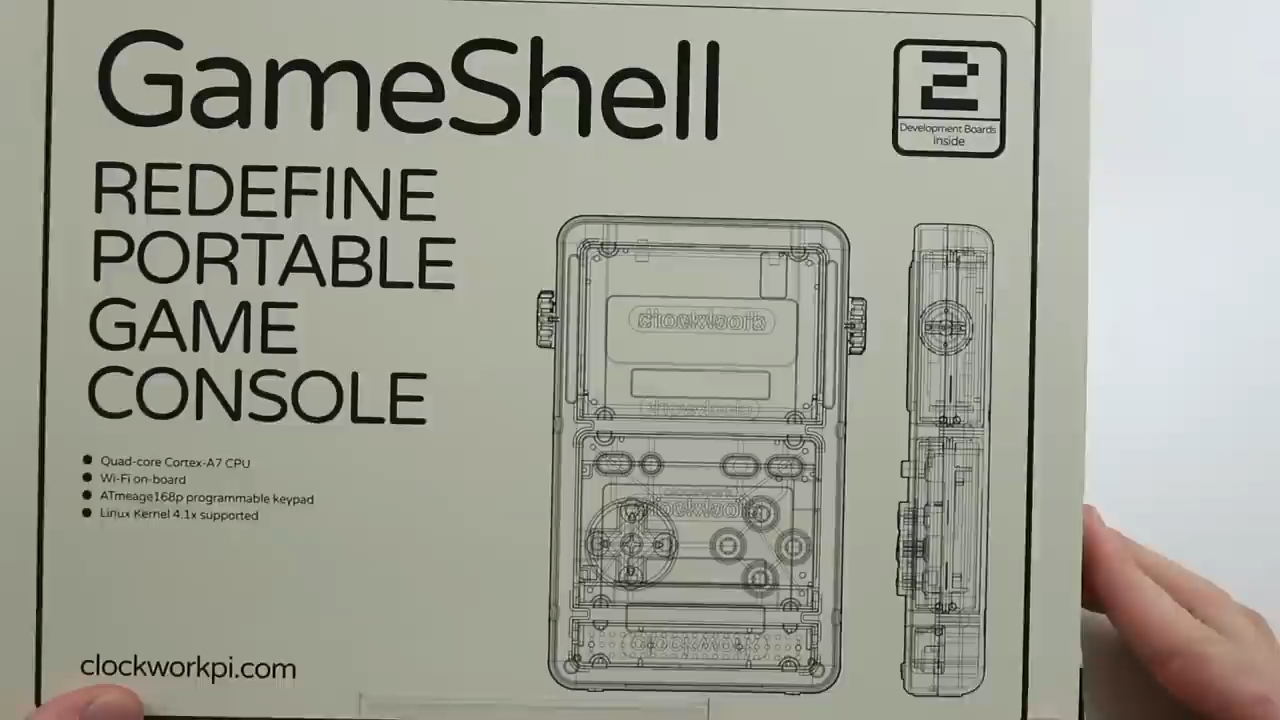 GameShell
2
Development Boards
inside
REDEFINE
PORTABLE
GAME
CONSOLE
Quad-core Cortex-A7 CPU
Wi-Fi on-board
ATmeage168p programmable keypad
Linux Kernel 4.1x supported
clockworkpi.com